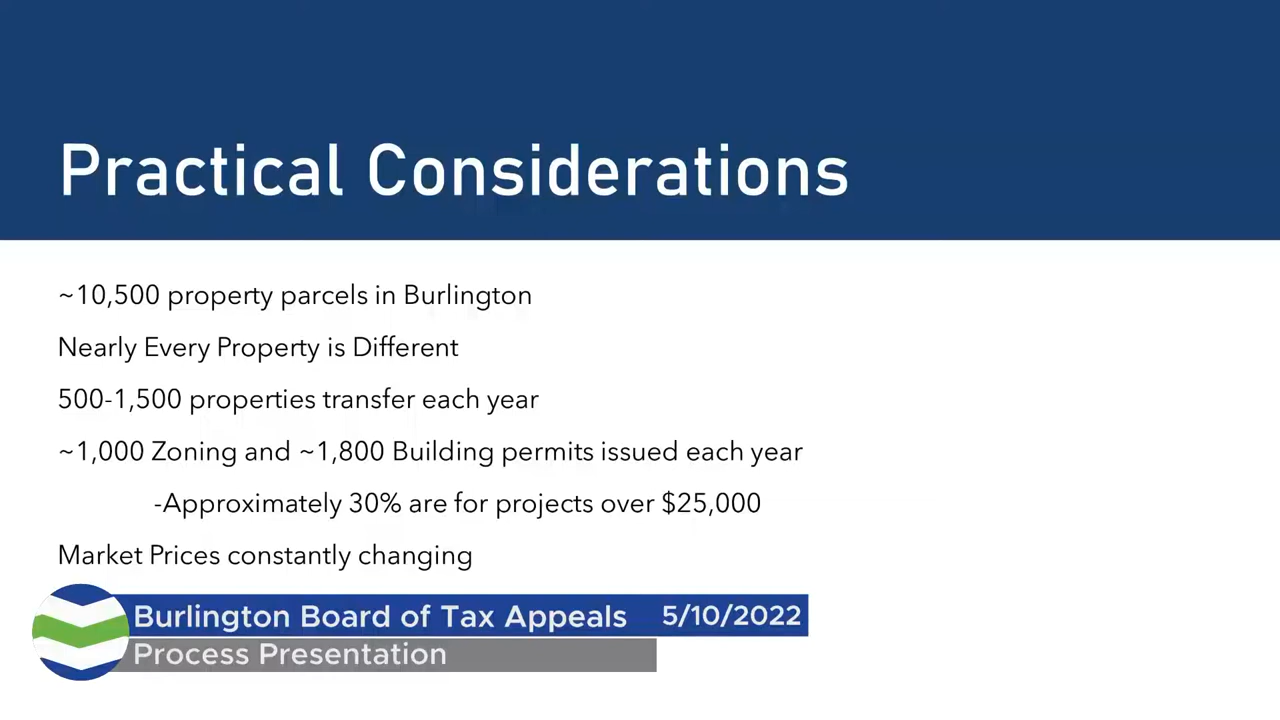 Practical Considerations
~10,500 property parcels in Burlington
Nearly Every Property is Different
500-1,500 properties transfer each year
~1,000 Zoning and ~1,800 Building permits issued each year
-Approximately 30% are for projects over $25,000
Market Prices constantly changing
Burlington Board of Tax Appeals 5/10/2022
Process Presentation